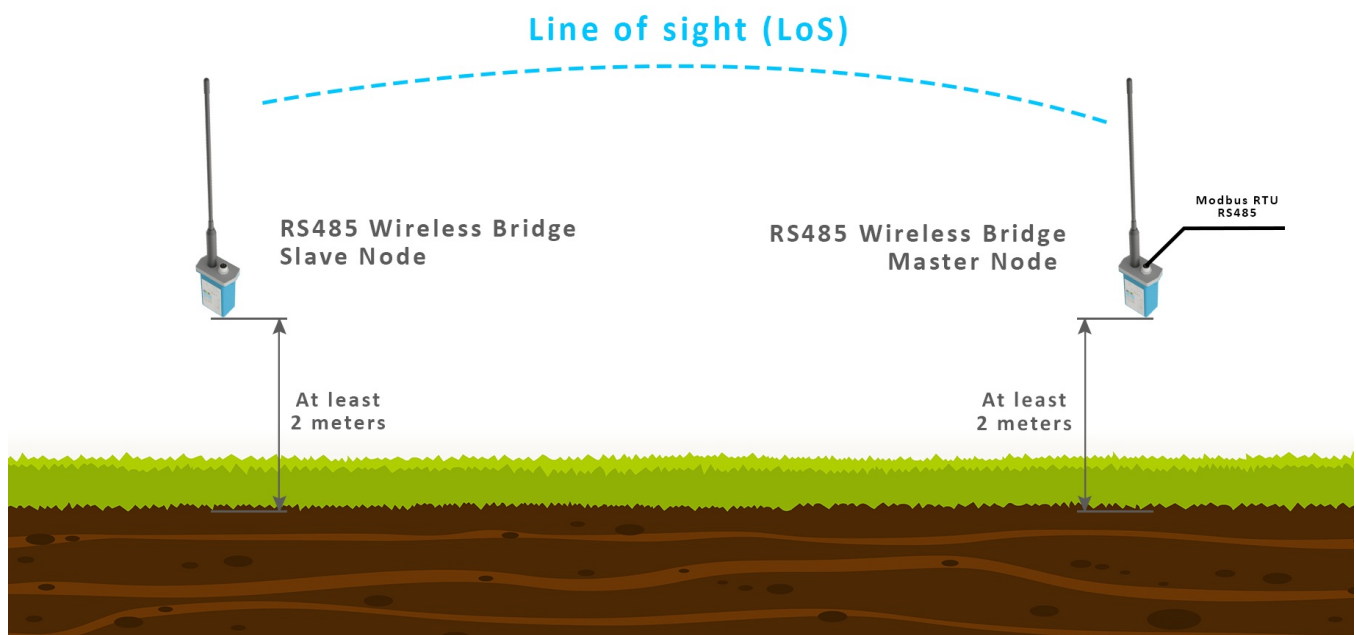 Line of sight (LoS)
Modbus RTU
RS485
RS485 Wireless Bridge
Slave Node
RS485 Wireless Bridge
Master Node
At least
2 meters
At least
2 meters